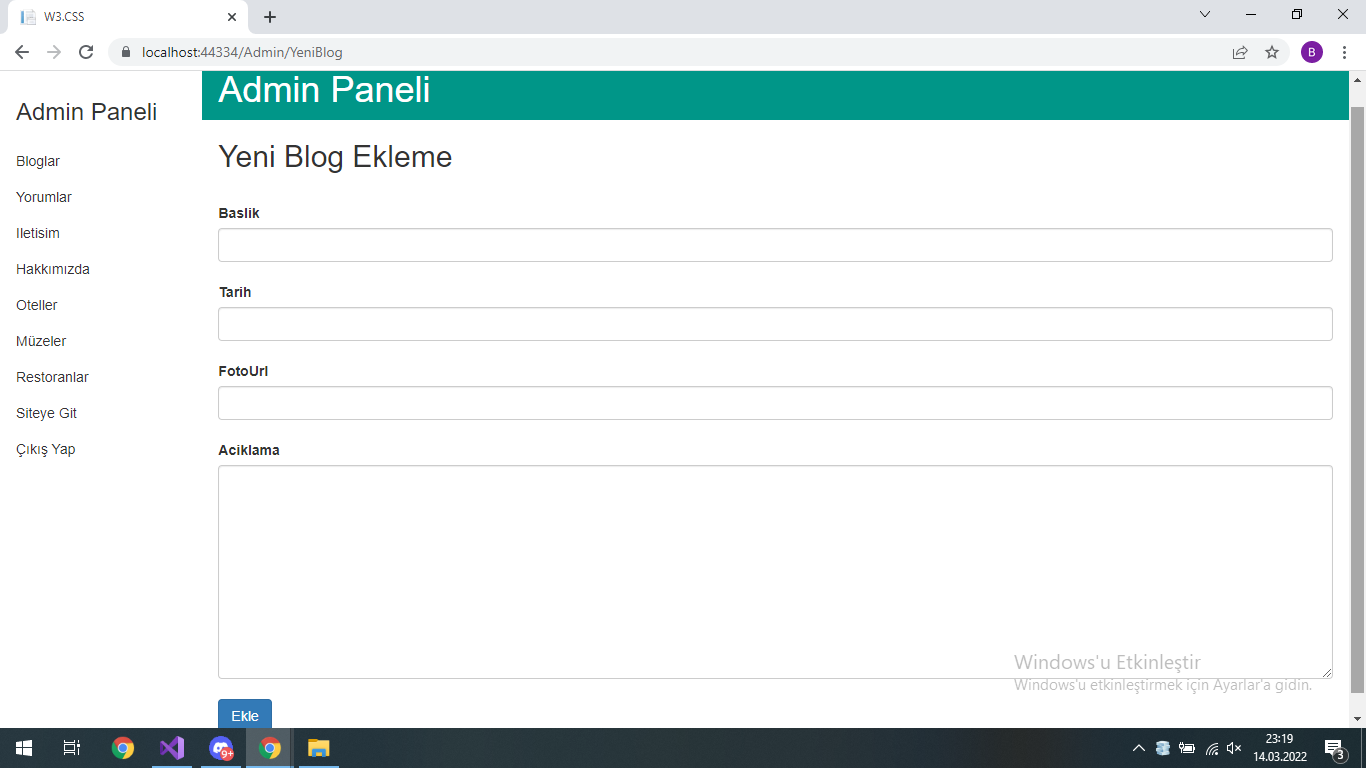 W3.CSS
localhost:44334/Admin/YeniBlog
B
Admin Paneli
Bloglar
Yorumlar
Iletisim
Hakkımızda
Oteller
Müzeler
Restoranlar
Siteye Git
Çıkış Yap
Admin Paneli
Yeni Blog Ekleme
Baslik
Tarih
FotoUrl
Aciklama
Ekle
Windows'u Etkinleştir
Windows'u etkinleştirmek için Ayarlar'a gidin.
9+
23:19
14.03.2022
3